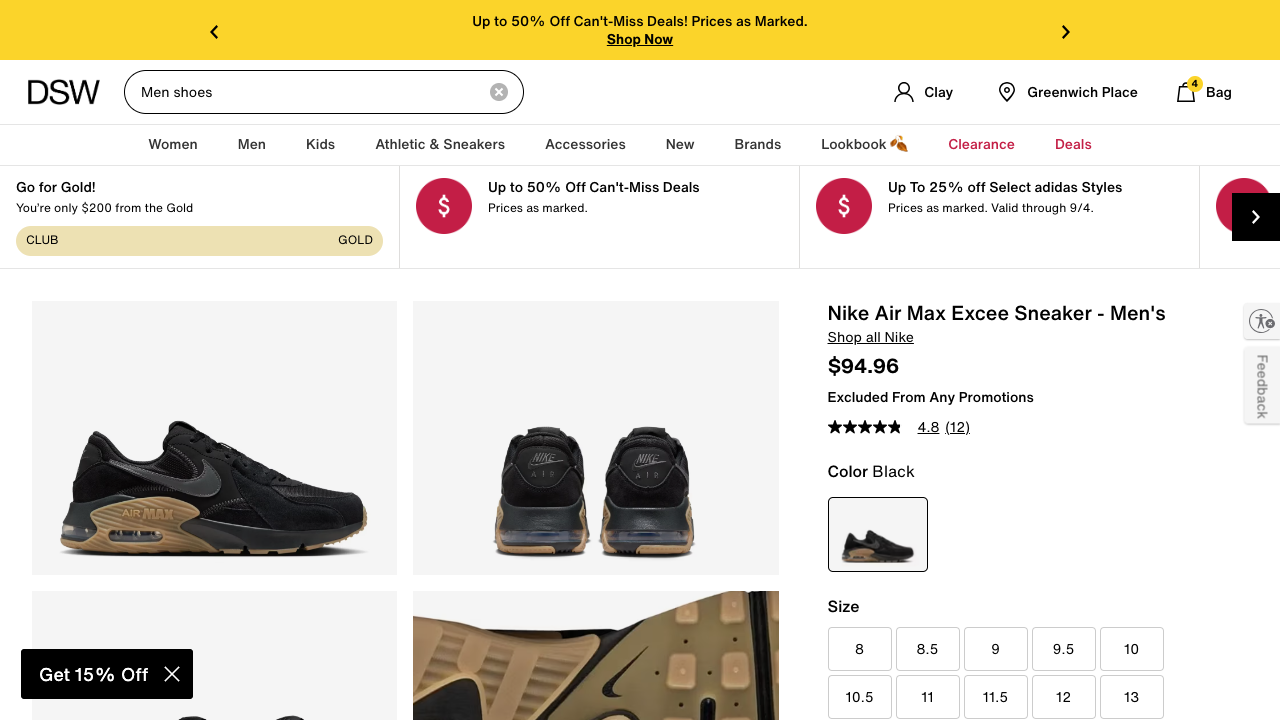 Up to 50% Off Can't-Miss Deals! Prices as Marked.
Shop Now
DSW
Men shoes
Clay
Greenwich Place
4
Bag
Women
Men
Kids
Athletic & Sneakers
Accessories
New
Brands
Lookbook 🍂
Clearance
Deals
Go for Gold!
You're only $200 from the Gold
CLUB
GOLD
$
Up to 50% Off Can't-Miss Deals
Prices as marked.
$
Up To 25% off Select adidas Styles
Prices as marked. Valid through 9/4.
AIR MAX
NIKE
AIR
NIKE
AIR
Nike Air Max Excee Sneaker - Men's
Shop all Nike
$94.96
Excluded From Any Promotions
4.8 (12)
Color Black
Size
8
8.5
9
9.5
10
10.5
11
11.5
12
13
Feedback
Get 15% Off